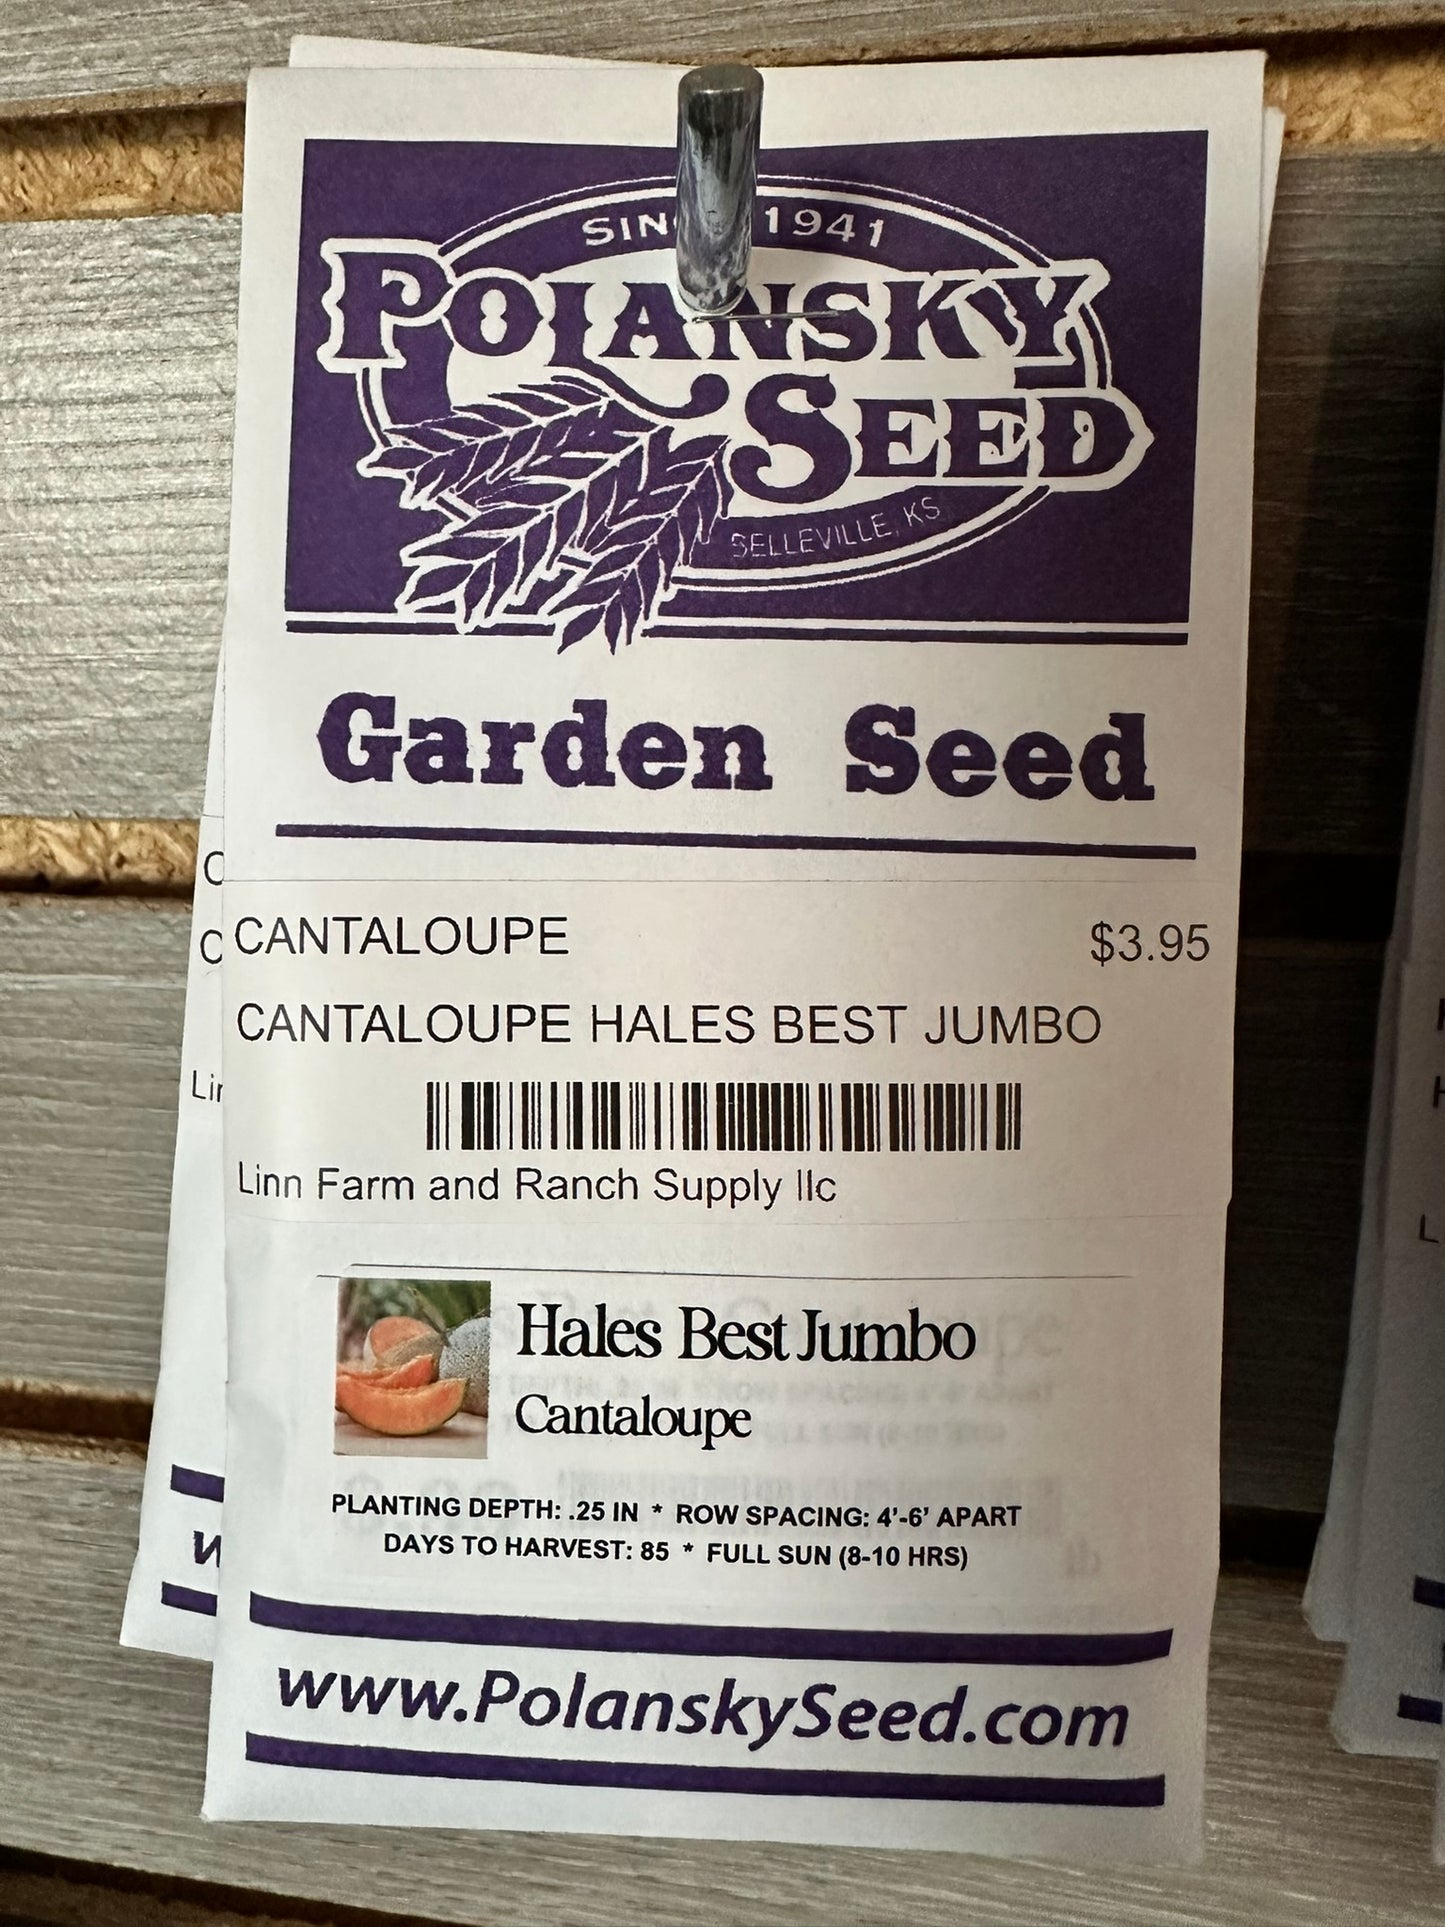 SINCE 1941
POLANSKY
SEED
BELLEVILLE, KS
Garden Seed
CANTALOUPE $3.95
CANTALOUPE HALES BEST JUMBO
Linn Farm and Ranch Supply llc
Hales Best Jumbo
Cantaloupe
PLANTING DEPTH: .25 IN * ROW SPACING: 4'-6' APART
DAYS TO HARVEST: 85 * FULL SUN (8-10 HRS)
www.PolanskySeed.com